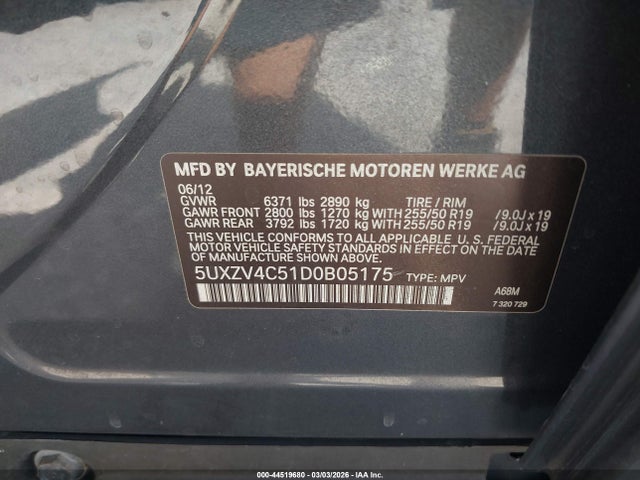 MFD BY BAYERISCHE MOTOREN WERKE AG
06/12
GVWR 6371 lbs 2890 kg TIRE / RIM
GAWR FRONT 2800 lbs 1270 kg WITH 255/50 R19 /9.0J x 19
GAWR REAR 3792 lbs 1720 kg WITH 255/50 R19 /9.0J x 19
THIS VEHICLE CONFORMS TO ALL APPLICABLE U. S. FEDERAL
MOTOR VEHICLE SAFETY STANDARDS IN EFFECT ON THE DATE
OF MANUFACTURE SHOWN ABOVE.
5UXZV4C51D0B05175 TYPE: MPV
A68M
7 320 729
000-44519680 - 03/03/2026 - IAA Inc.